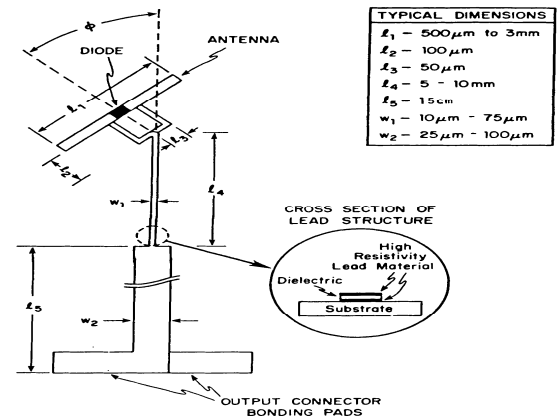 ϕ
DIODE
ANTENNA
ℓ₁
ℓ₂
ℓ₃
w₁
ℓ₄
ℓ₅
w₂
OUTPUT CONNECTOR
BONDING PADS
TYPICAL DIMENSIONS
ℓ₁ - 500μm to 3mm
ℓ₂ - 100μm
ℓ₃ - 50μm
ℓ₄ - 5 - 10mm
ℓ₅ - 15cm
w₁ - 10μm - 75μm
w₂ - 25μm - 100μm
CROSS SECTION OF
LEAD STRUCTURE
High
Resistivity
Lead Material
Dielectric
Substrate